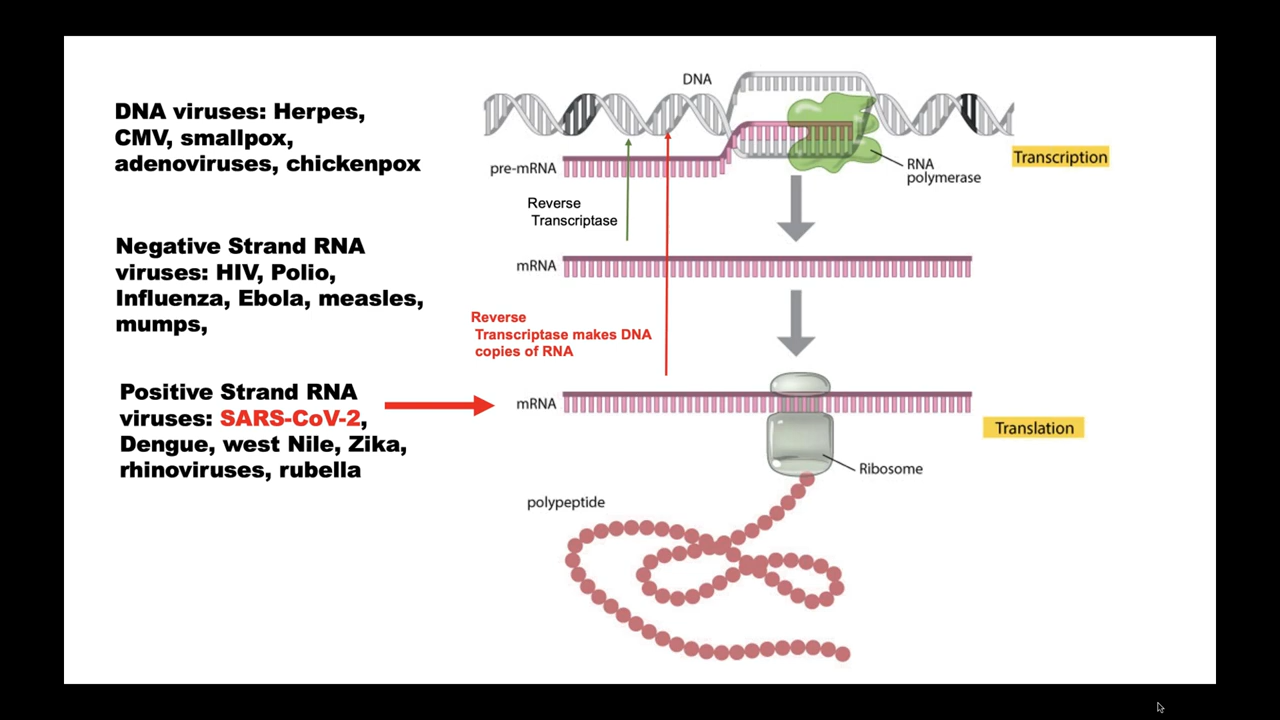 DNA viruses: Herpes,
CMV, smallpox,
adenoviruses, chickenpox
Negative Strand RNA
viruses: HIV, Polio,
Influenza, Ebola, measles,
mumps,
Positive Strand RNA
viruses: SARS-CoV-2,
Dengue, west Nile, Zika,
rhinoviruses, rubella
DNA
pre-mRNA
RNA
polymerase
Transcription
Reverse
Transcriptase
mRNA
Reverse
Transcriptase makes DNA
copies of RNA
mRNA
Translation
Ribosome
polypeptide